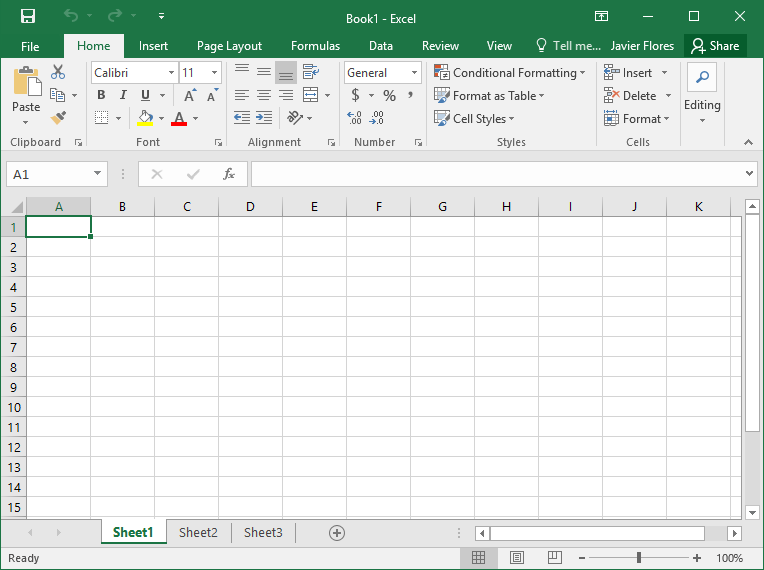 Book1 - Excel
File Home Insert Page Layout Formulas Data Review View Tell me... Javier Flores Share
Calibri 11 General Conditional Formatting Insert
Paste B I U A A $ % , Format as Table Delete Editing
A .0 .00 .00 .0 Cell Styles Format
Clipboard Font Alignment Number Styles Cells
A1 fx
A B C D E F G H I J K
1
2
3
4
5
6
7
8
9
10
11
12
13
14
15
Sheet1 Sheet2 Sheet3
Ready 100%